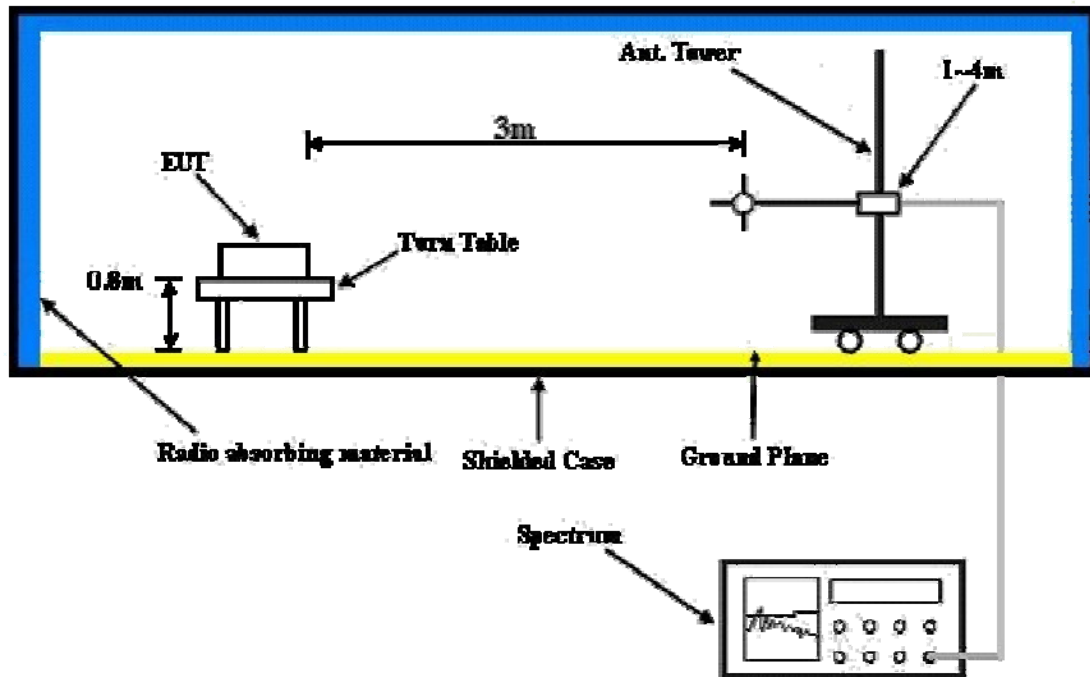 Ant. Tower
1~4m
3m
EUT
Turn Table
0.8m
Radio absorbing material
Shielded Case
Ground Plane
Spectrum